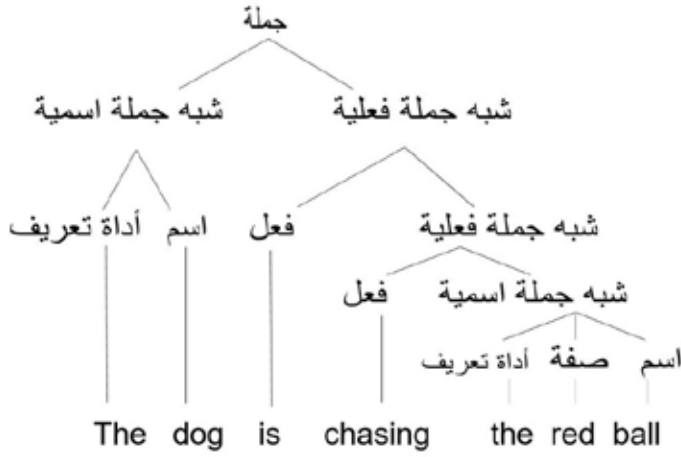 جملة
شبه جملة اسمية شبه جملة فعلية
أداة تعريف اسم فعل شبه جملة فعلية
فعل شبه جملة اسمية
أداة تعريف صفة اسم
The dog is chasing the red ball